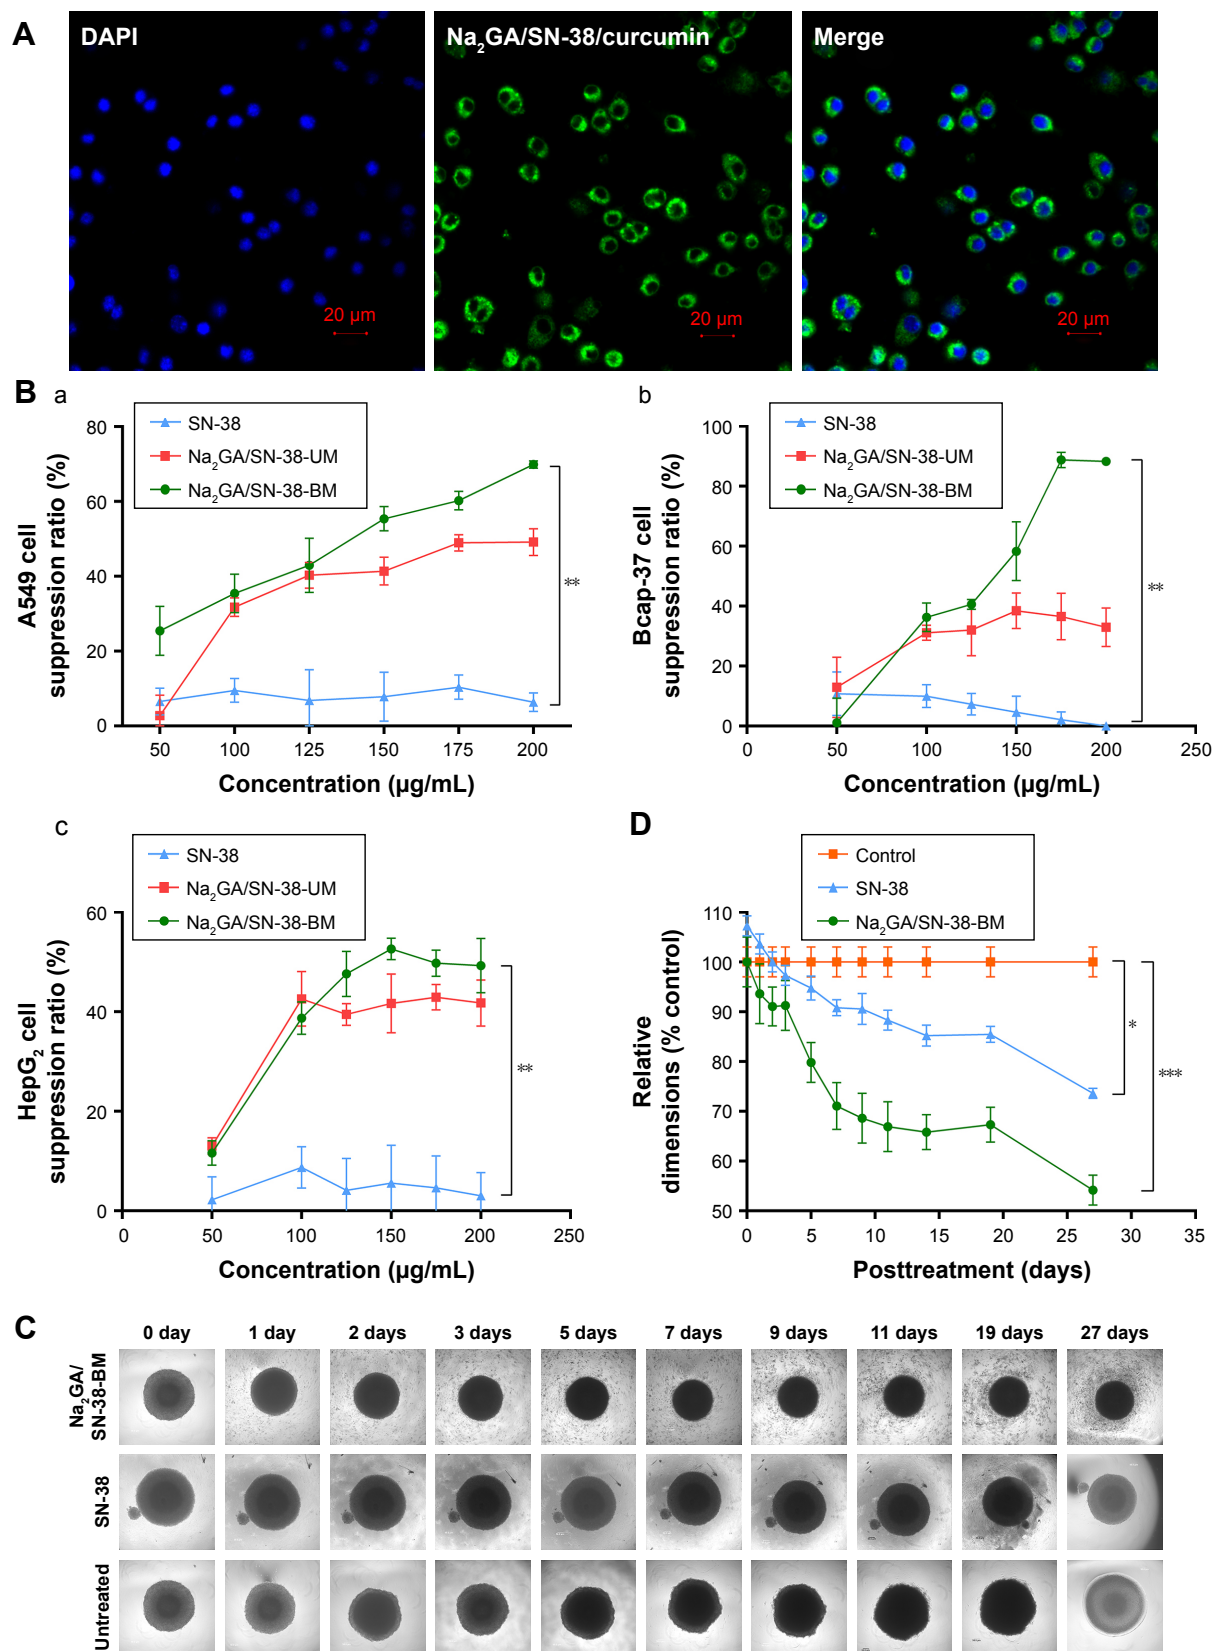 A
DAPI
Na₂GA/SN-38/curcumin
Merge
20 µm
20 µm
20 µm
B
a
SN-38
Na₂GA/SN-38-UM
Na₂GA/SN-38-BM
A549 cell
suppression ratio (%)
80
60
40
20
0
50
100
125
150
175
200
Concentration (µg/mL)
**
b
SN-38
Na₂GA/SN-38-UM
Na₂GA/SN-38-BM
Bcap-37 cell
suppression ratio (%)
100
80
60
40
20
0
0
50
100
150
200
250
Concentration (µg/mL)
**
c
SN-38
Na₂GA/SN-38-UM
Na₂GA/SN-38-BM
HepG₂ cell
suppression ratio (%)
60
40
20
0
0
50
100
150
200
250
Concentration (µg/mL)
**
D
Control
SN-38
Na₂GA/SN-38-BM
Relative
dimensions (% control)
110
100
90
80
70
60
50
0
5
10
15
20
25
30
35
Posttreatment (days)
*
***
C
0 day
1 day
2 days
3 days
5 days
7 days
9 days
11 days
19 days
27 days
Na₂GA/
SN-38-BM
SN-38
Untreated